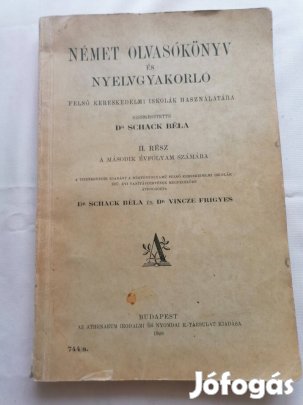 NÉMET OLVASÓKÖNYV
ÉS
NYELVGYAKORLÓ
FELSŐ KERESKEDELMI ISKOLÁK HASZNÁLATÁRA
SZERKESZTETTE
DR SCHACK BÉLA
II. RÉSZ
A MÁSODIK ÉVFOLYAM SZÁMÁRA
DR SCHACK BÉLA ÉS DR VINCZE FRIGYES
A
BUDAPEST
AZ ATHENAEUM IRODALMI ÉS NYOMDAI R.-TÁRSULAT KIADÁSA
744 n.
Jófogás